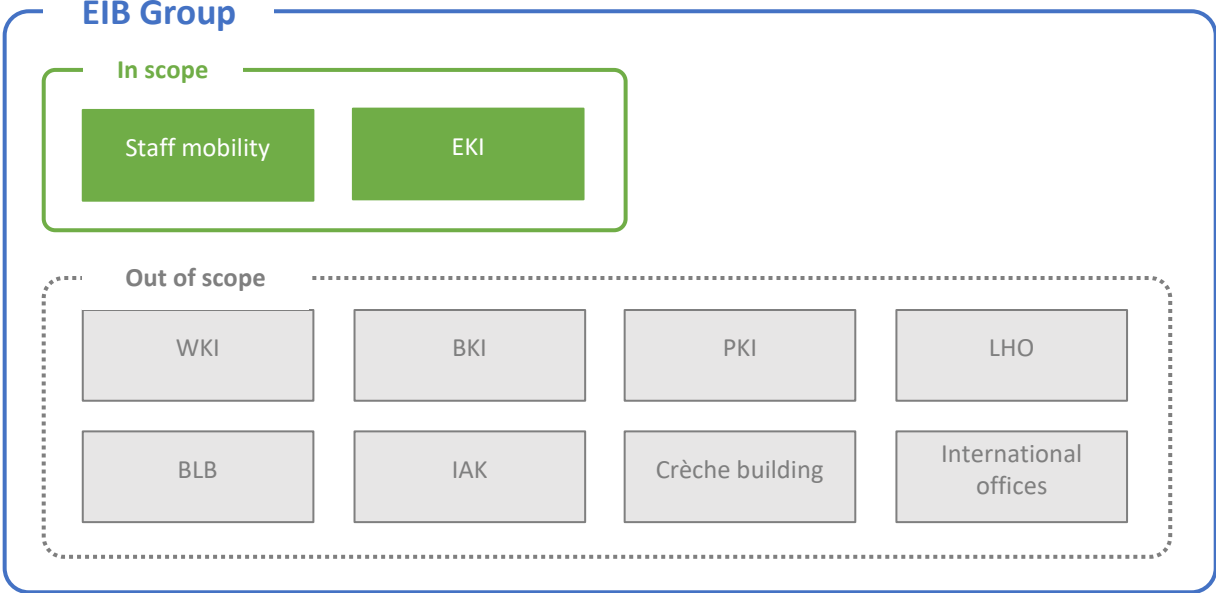 EIB Group
In scope
Staff mobility
EKI
Out of scope
WKI
BKI
PKI
LHO
BLB
IAK
Crèche building
International
offices